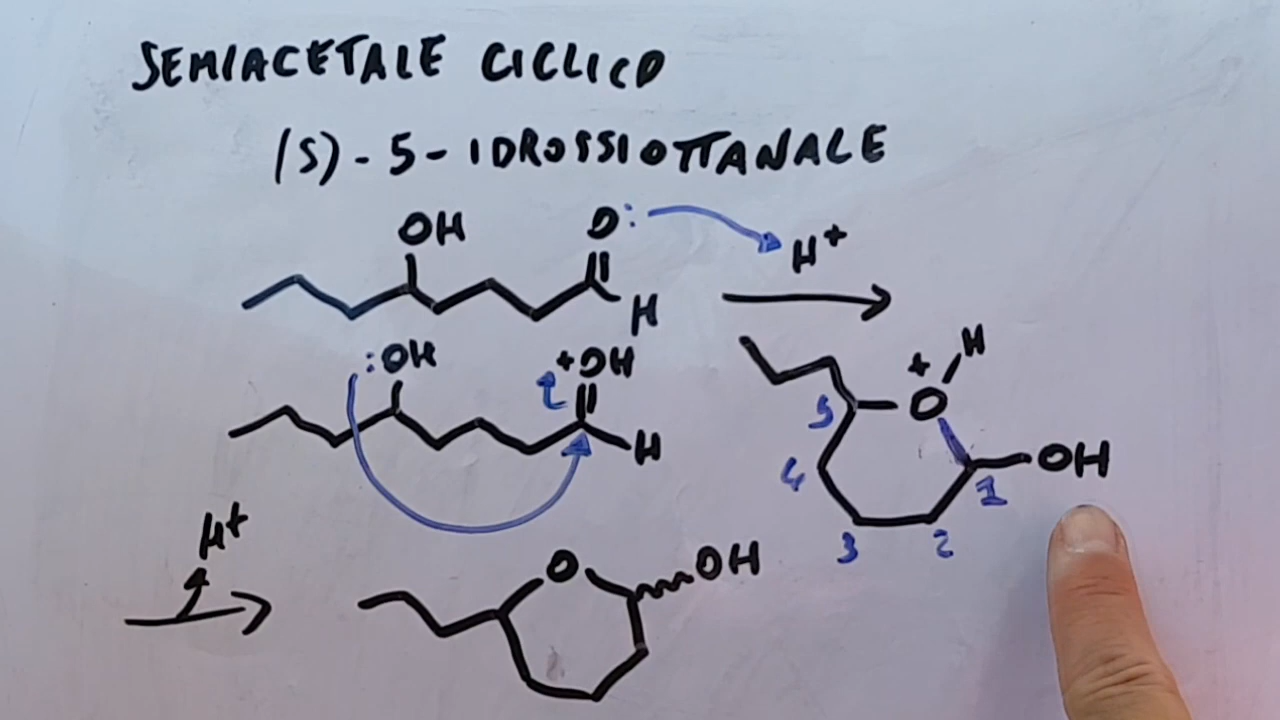 SEMIACETALE CICLICO
(S)-5-IDROSSIOTTANALE
OH O: H+
H
:OH +OH
H
+ H
5 O
4 OH
1
3 2
H+
O OH